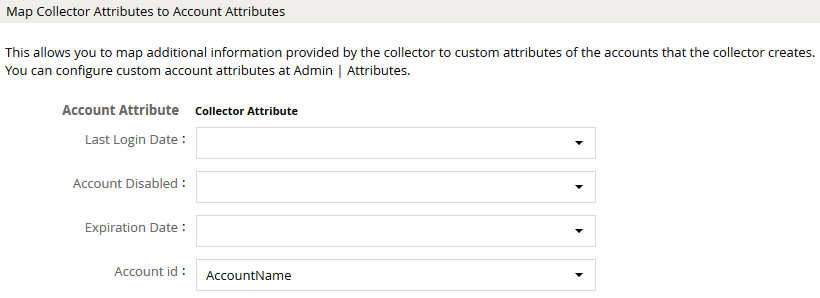 Map Collector Attributes to Account Attributes
This allows you to map additional information provided by the collector to custom attributes of the accounts that the collector creates.
You can configure custom account attributes at Admin | Attributes.
Account Attribute Collector Attribute
Last Login Date :
Account Disabled :
Expiration Date :
Account id : AccountName